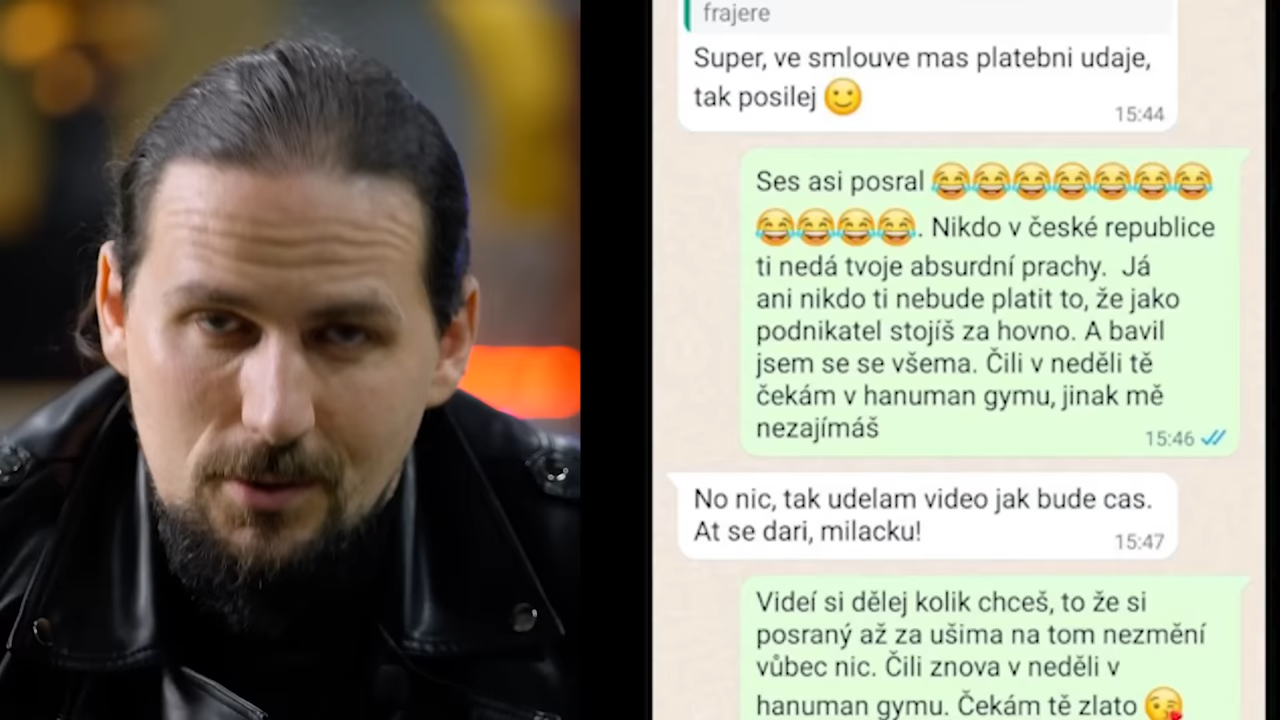 frajere
Super, ve smlouve mas platebni udaje,
tak posilej 🙂
15:44
Ses asi posral 😂😂😂😂😂😂😂
😂😂😂😂. Nikdo v české republice
ti nedá tvoje absurdní prachy. Já
ani nikdo ti nebude platit to, že jako
podnikatel stojíš za hovno. A bavil
jsem se se všema. Čili v neděli tě
čekám v hanuman gymu, jinak mě
nezajímáš
15:46
No nic, tak udelam video jak bude cas.
At se dari, milacku!
15:47
Videí si dělej kolik chceš, to že si
posraný až za ušima na tom nezmění
vůbec nic. Čili znova v neděli v
hanuman gymu. Čekám tě zlato 😘